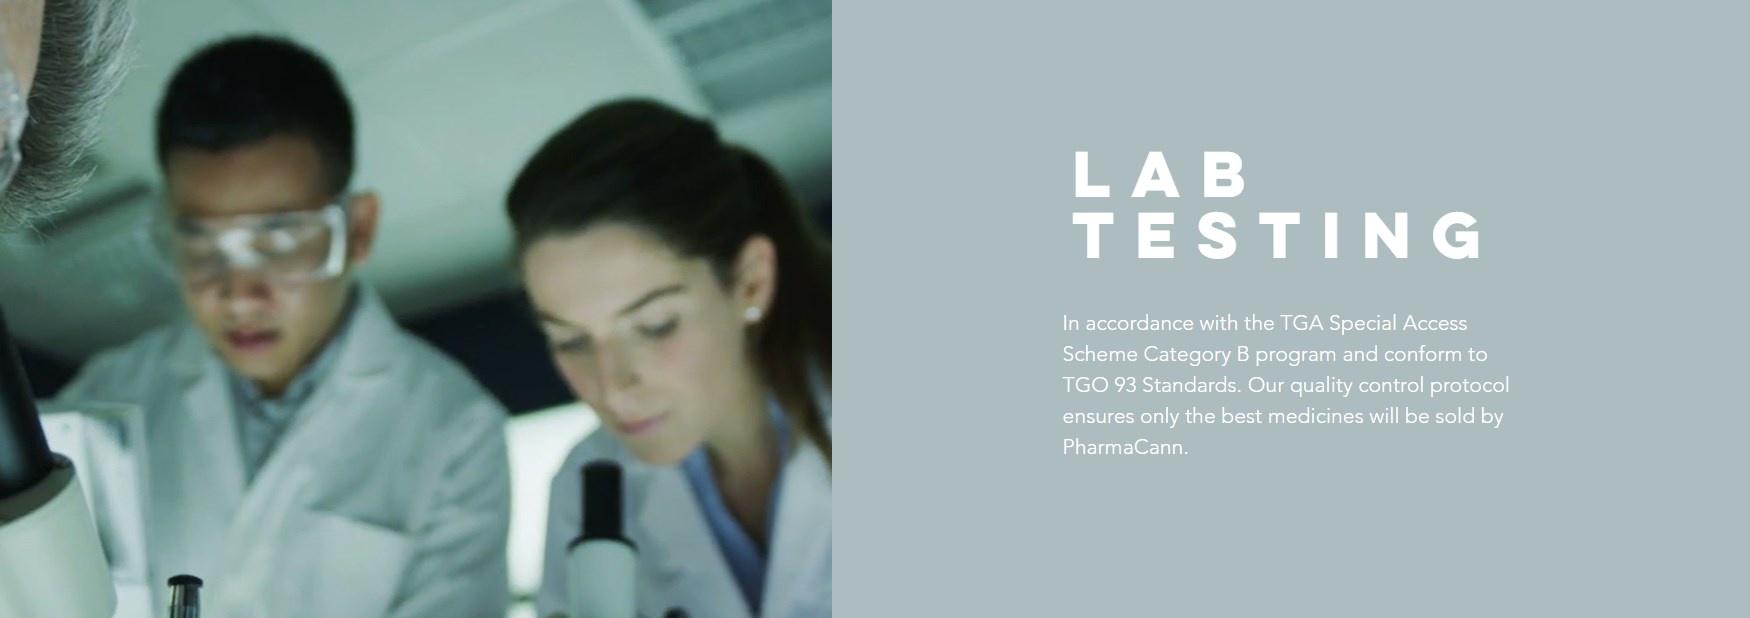 LAB
TESTING
In accordance with the TGA Special Access
Scheme Category B program and conform to
TGO 93 Standards. Our quality control protocol
ensures only the best medicines will be sold by
PharmaCann.